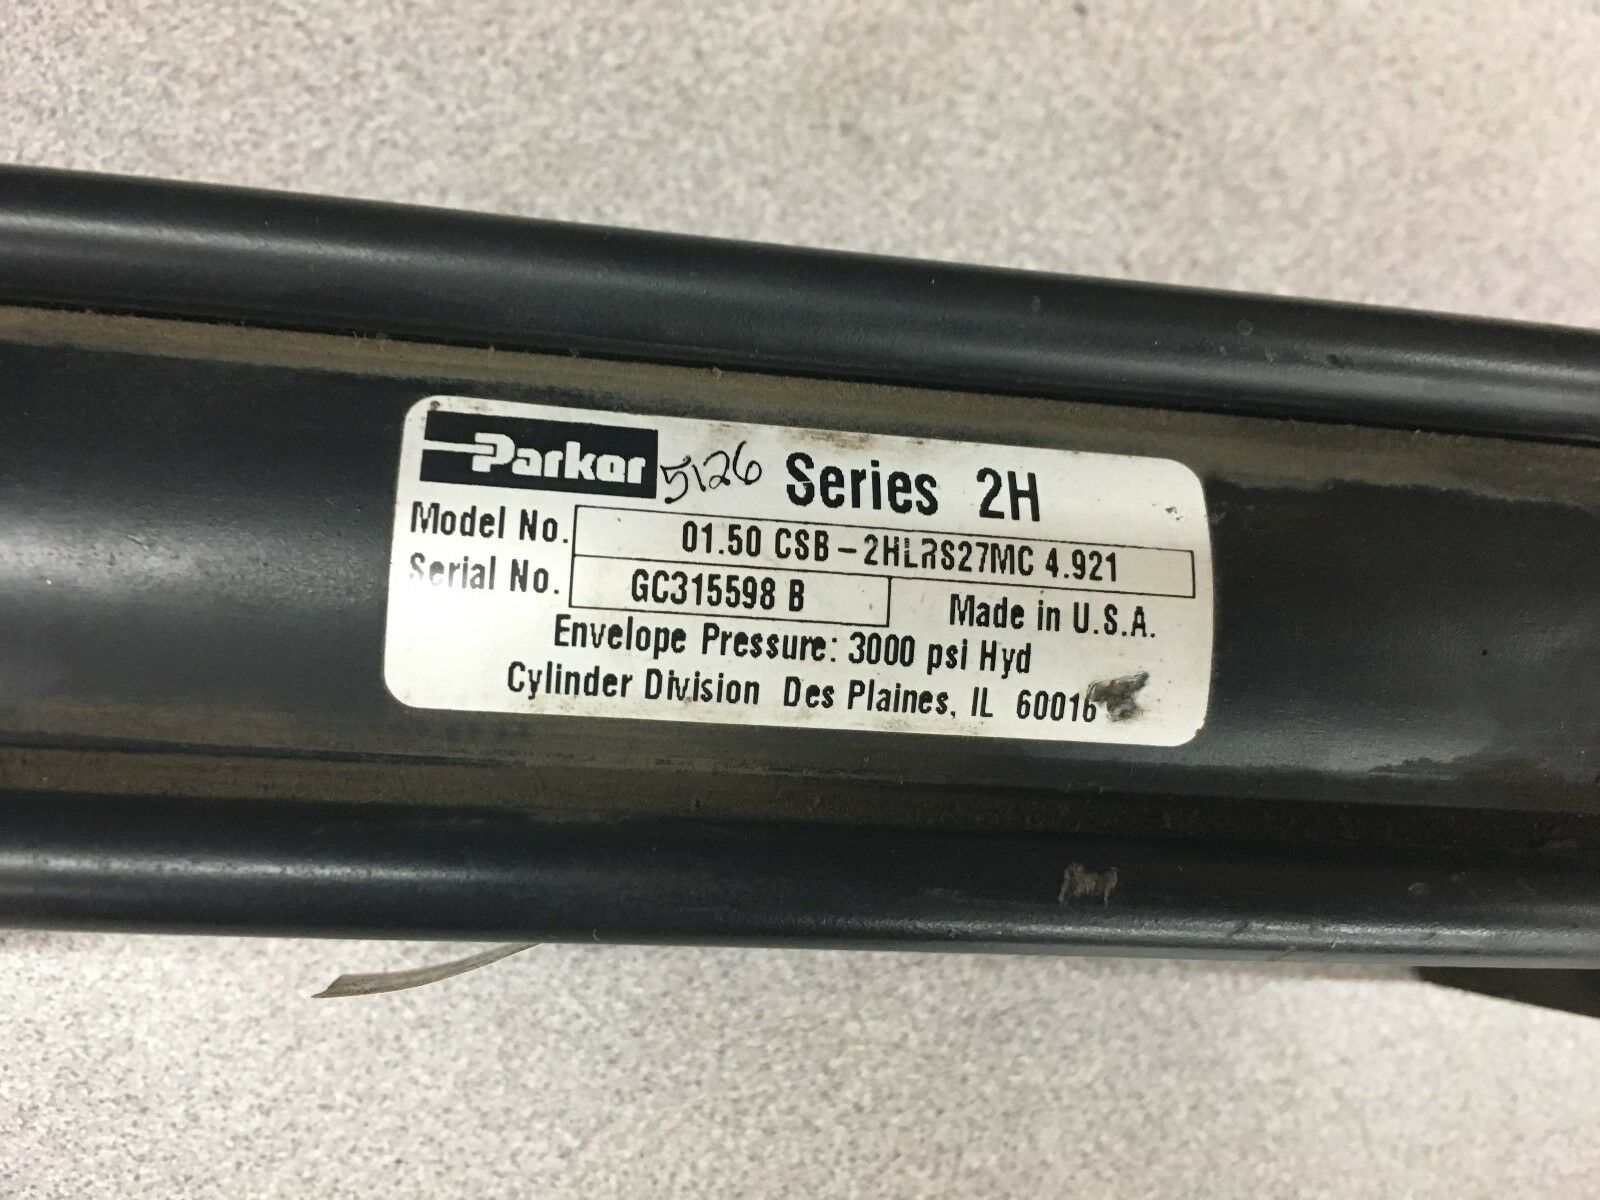 Parker 5126 Series 2H
Model No. 01.50 CSB-2HLRS27MC 4.921
Serial No. GC315598 B Made in U.S.A.
Envelope Pressure: 3000 psi Hyd
Cylinder Division Des Plaines, IL 60016